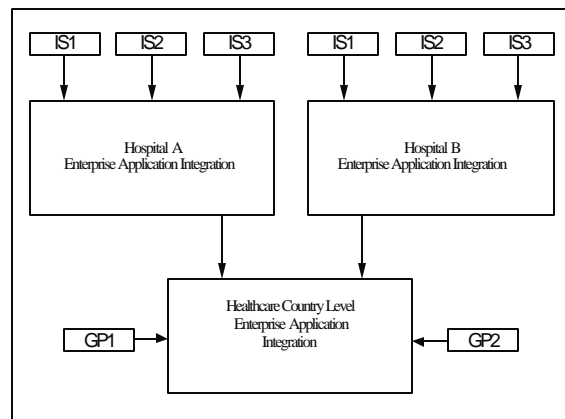 IS1 IS2 IS3 IS1 IS2 IS3
Hospital A
Enterprise Application Integration
Hospital B
Enterprise Application Integration
Healthcare Country Level
Enterprise Application
Integration
GP1 GP2